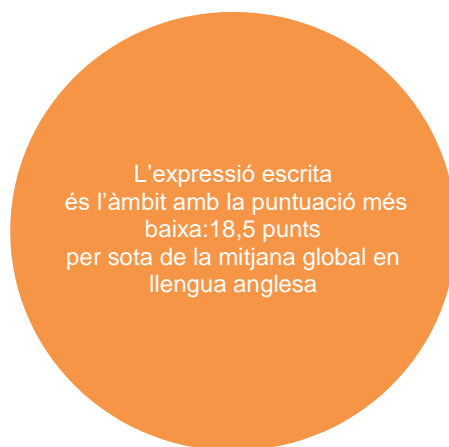 L’expressió escrita
és l’àmbit amb la puntuació més
baixa:18,5 punts
per sota de la mitjana global en
llengua anglesa